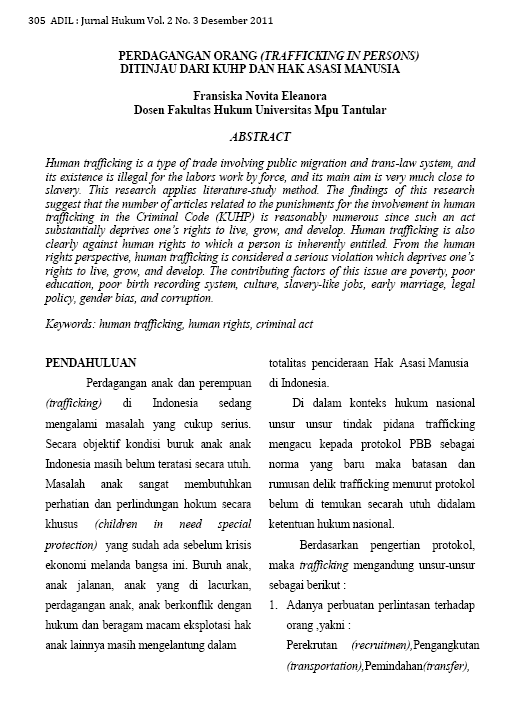 305 ADIL : Jurnal Hukum Vol. 2 No. 3 Desember 2011
PERDAGANGAN ORANG (TRAFFICKING IN PERSONS)
DITINJAU DARI KUHP DAN HAK ASASI MANUSIA
Fransiska Novita Eleanora
Dosen Fakultas Hukum Universitas Mpu Tantular
ABSTRACT
Human trafficking is a type of trade involving public migration and trans-law system, and
its existence is illegal for the labors work by force, and its main aim is very much close to
slavery. This research applies literature-study method. The findings of this research
suggest that the number of articles related to the punishments for the involvement in human
trafficking in the Criminal Code (KUHP) is reasonably numerous since such an act
substantially deprives one's rights to live, grow, and develop. Human trafficking is also
clearly against human rights to which a person is inherently entitled. From the human
rights perspective, human trafficking is considered a serious violation which deprives one's
rights to live, grow, and develop. The contributing factors of this issue are poverty, poor
education, poor birth recording system, culture, slavery-like jobs, early marriage, legal
policy, gender bias, and corruption.
Keywords: human trafficking, human rights, criminal act
PENDAHULUAN
Perdagangan anak dan perempuan
(trafficking) di Indonesia sedang
mengalami masalah yang cukup serius.
Secara objektif kondisi buruk anak anak
Indonesia masih belum teratasi secara utuh.
Masalah anak sangat membutuhkan
perhatian dan perlindungan hokum secara
khusus (children in need special
protection) yang sudah ada sebelum krisis
ekonomi melanda bangsa ini. Buruh anak,
anak jalanan, anak yang di lacurkan,
perdagangan anak, anak berkonflik dengan
hukum dan beragam macam eksplotasi hak
anak lainnya masih mengelantung dalam
totalitas pencideraan Hak Asasi Manusia
di Indonesia.
Di dalam konteks hukum nasional
unsur unsur tindak pidana trafficking
mengacu kepada protokol PBB sebagai
norma yang baru maka batasan dan
rumusan delik trafficking menurut protokol
belum di temukan secarah utuh didalam
ketentuan hukum nasional.
Berdasarkan pengertian protokol,
maka trafficking mengandung unsur-unsur
sebagai berikut :
1. Adanya perbuatan perlintasan terhadap
orang ,yakni :
Perekrutan (recruitmen),Pengangkutan
(transportation),Pemindahan(transfer),